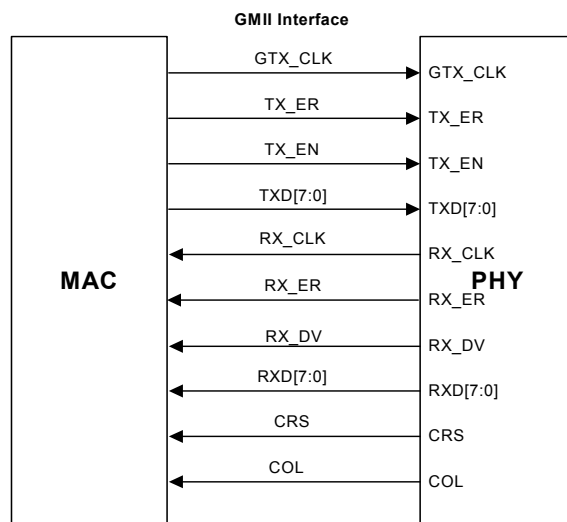 GMII Interface
GTX_CLK
GTX_CLK
TX_ER
TX_ER
TX_EN
TX_EN
TXD[7:0]
TXD[7:0]
RX_CLK
RX_CLK
MAC
PHY
RX_ER
RX_ER
RX_DV
RX_DV
RXD[7:0]
RXD[7:0]
CRS
CRS
COL
COL